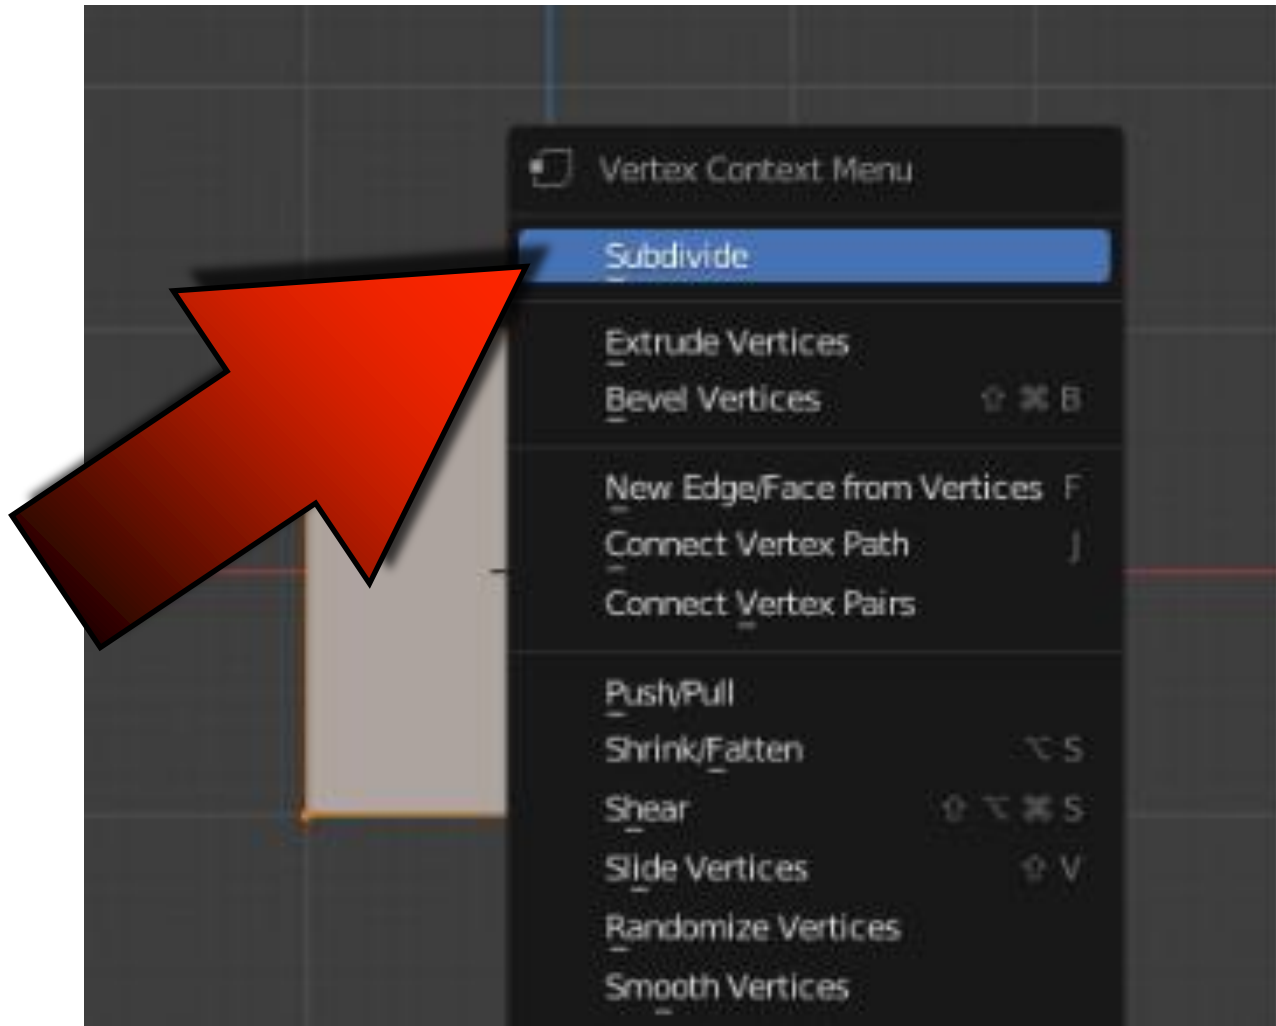 Vertex Context Menu
Subdivide
Extrude Vertices
Bevel Vertices ⇧ ⌘ B
New Edge/Face from Vertices F
Connect Vertex Path J
Connect Vertex Pairs
Push/Pull
Shrink/Fatten ⌥ S
Shear ⇧ ⌥ ⌘ S
Slide Vertices ⇧ V
Randomize Vertices
Smooth Vertices